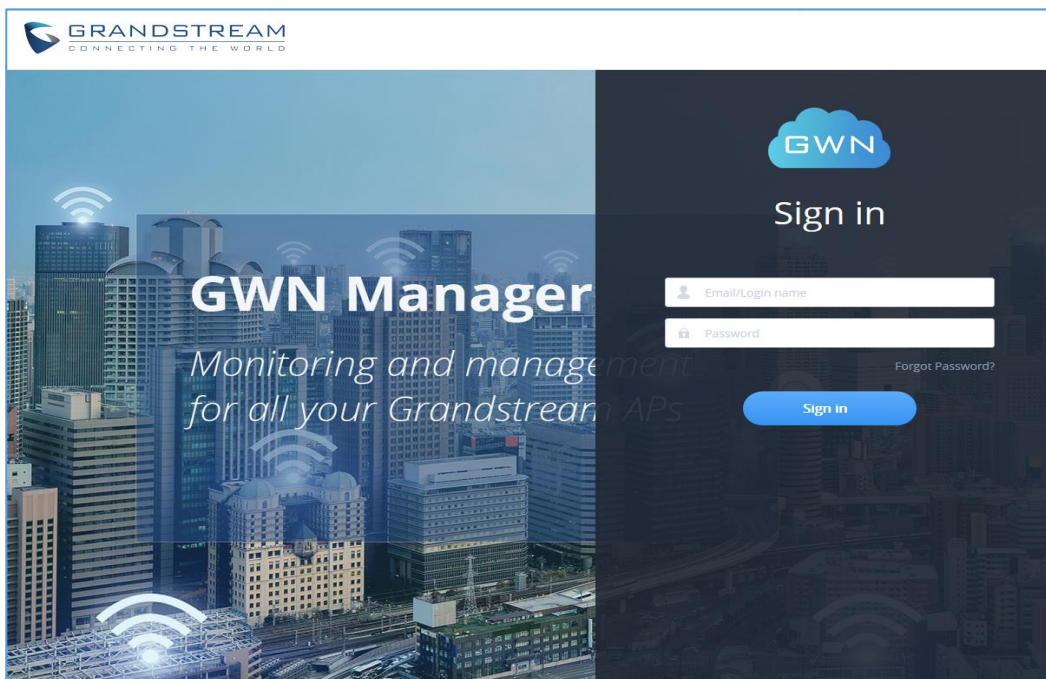 GRANDSTREAM
CONNECTING THE WORLD
GWN Manager
Monitoring and management
for all your Grandstream APs
GWN
Sign in
Email/Login name
Password
Forgot Password?
Sign in